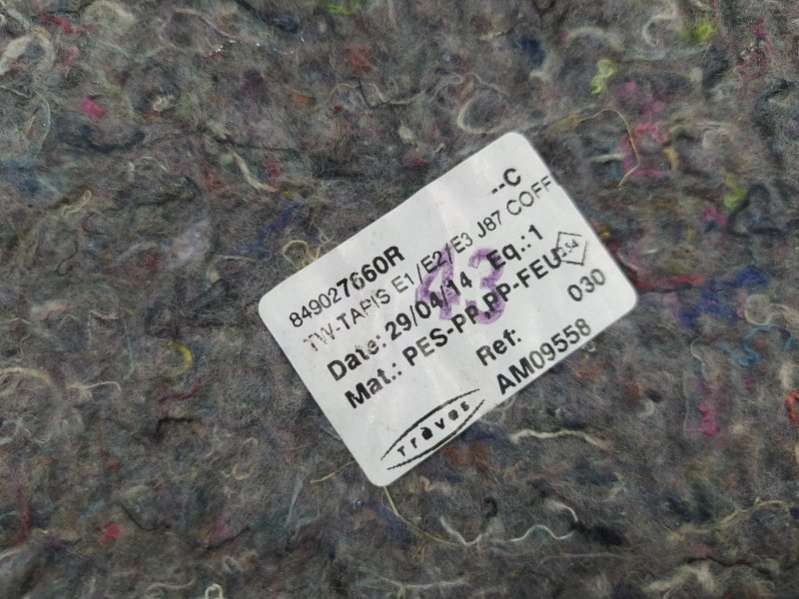 --C
849027660R
TW-TAPIS E1/E2/E3 J87 COFF
Date: 29/04/14 Eq.:1
Mat.: PES-PP,PP-FEU
Ref: 030
AM09558
Traves
43